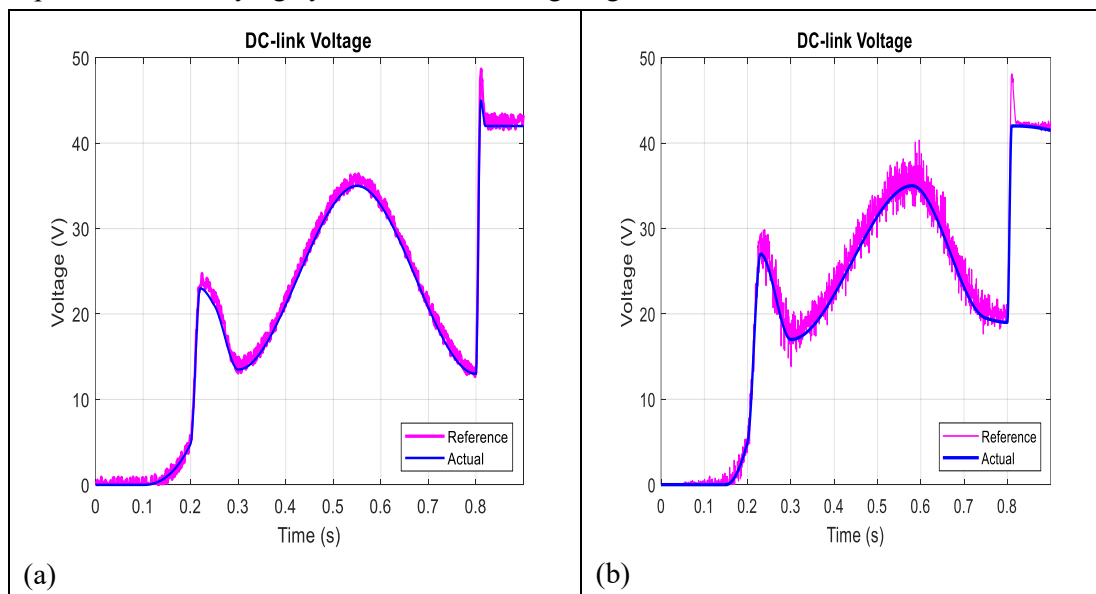 DC-link Voltage
50
40
30
20
10
0
Voltage (V)
0 0.1 0.2 0.3 0.4 0.5 0.6 0.7 0.8
Time (s)
Reference
Actual
(a)
DC-link Voltage
50
40
30
20
10
0
Voltage (V)
0 0.1 0.2 0.3 0.4 0.5 0.6 0.7 0.8
Time (s)
Reference
Actual
(b)